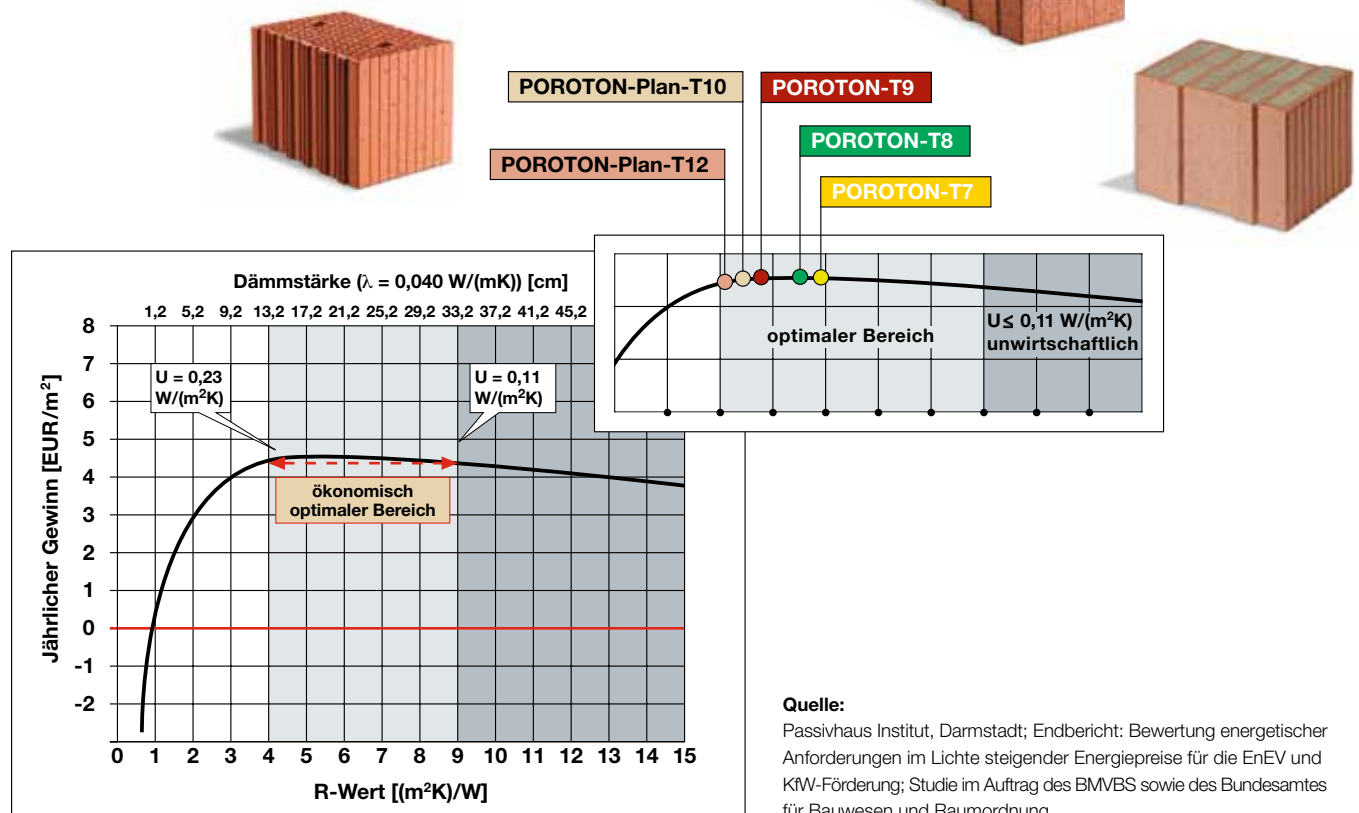 POROTON-Plan-T10
POROTON-T9
POROTON-T8
POROTON-Plan-T12
POROTON-T7
Dämmstärke (λ = 0,040 W/(mK)) [cm]
1,2 5,2 9,2 13,2 17,2 21,2 25,2 29,2 33,2 37,2 41,2 45,2
8
7
6
5
4
3
2
1
0
-1
-2
Jährlicher Gewinn [EUR/m²]
U = 0,23
W/(m²K)
U = 0,11
W/(m²K)
ökonomisch
optimaler Bereich
0 1 2 3 4 5 6 7 8 9 10 11 12 13 14 15
R-Wert [(m²K)/W]
optimaler Bereich
U ≤ 0,11 W/(m²K)
unwirtschaftlich
Quelle:
Passivhaus Institut, Darmstadt; Endbericht: Bewertung energetischer
Anforderungen im Lichte steigender Energiepreise für die EnEV und
KfW-Förderung; Studie im Auftrag des BMVBS sowie des Bundesamtes
für Bauwesen und Raumordnung